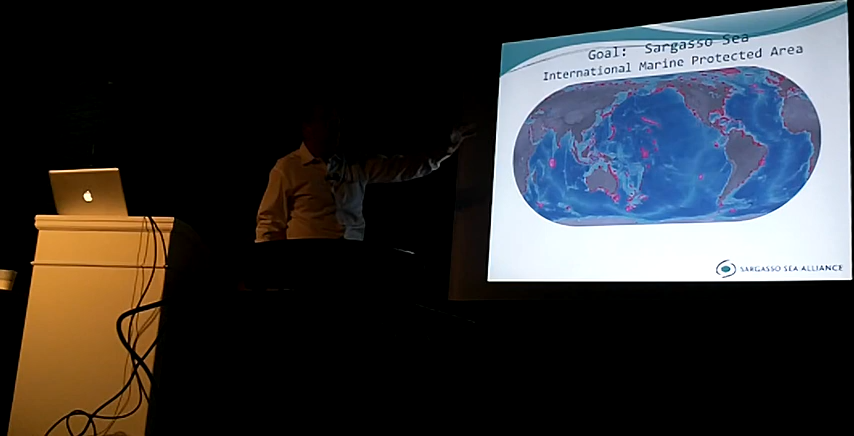 Goal: Sargasso Sea
International Marine Protected Area
SARGASSO SEA ALLIANCE